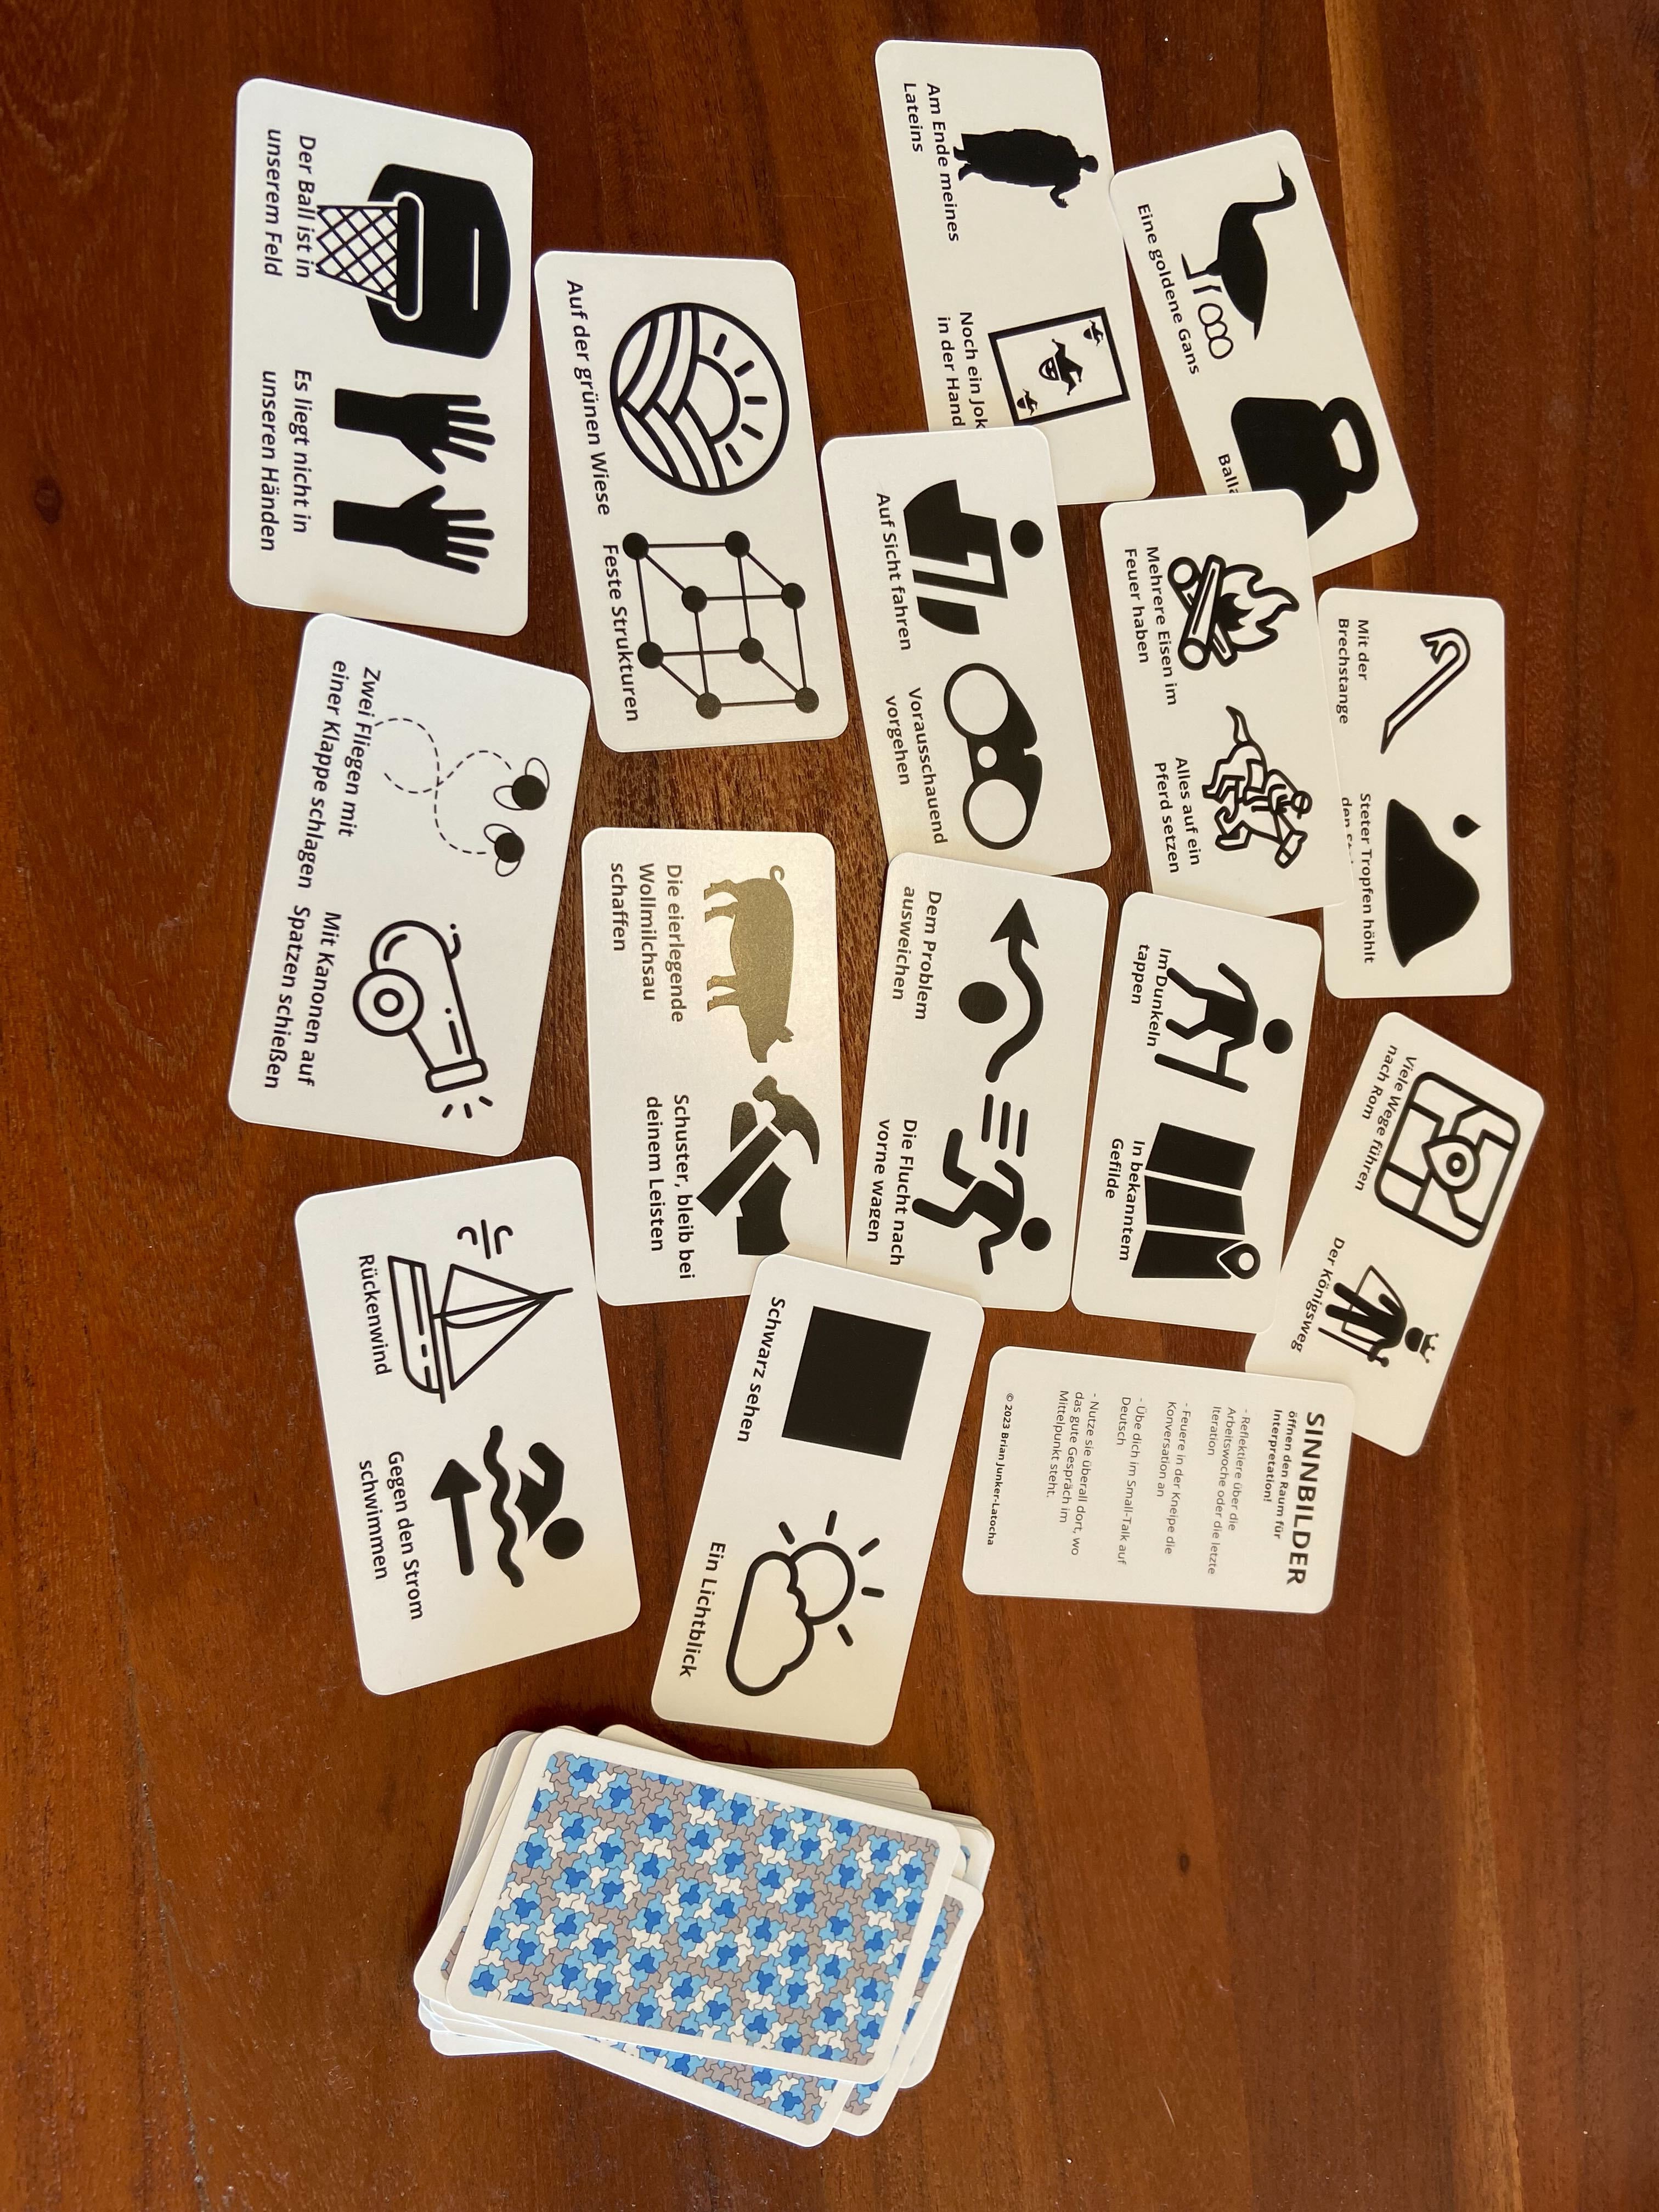 Mit der
Brechstange
Steter Tropfen höhlt
den
Viele Wege führen
nach Rom
Der Königsweg
Eine goldene Gans
Mehrere Eisen im
Feuer haben
Alles auf ein
Pferd setzen
Im Dunkeln
tappen
In bekanntem
Gefilde
SINNBILDER
öffnen den Raum für
Interpretation!
- Reflektiere über die
Arbeitswoche oder die letzte
Iteration
- Feuere in der Kneipe die
Konversation an
- Übe dich im Small-Talk auf
Deutsch
- Nutze sie überall dort, wo
das gute Gespräch im
Mittelpunkt steht.
© 2023 Brian Junker-Latocha
Am Ende meines
Lateins
Noch ein
in der Hand
Auf Sicht fahren
Vorausschauend
vorgehen
Dem Problem
ausweichen
Die Flucht nach
vorne wagen
Schwarz sehen
Ein Lichtblick
Auf der grünen Wiese
Feste Strukturen
Die eierlegende
Wollmilchsau
schaffen
Schuster, bleib bei
deinem Leisten
Der Ball ist in
unserem Feld
Es liegt nicht in
unseren Händen
Zwei Fliegen mit
einer Klappe schlagen
Mit Kanonen auf
Spatzen schießen
Rückenwind
Gegen den Strom
schwimmen